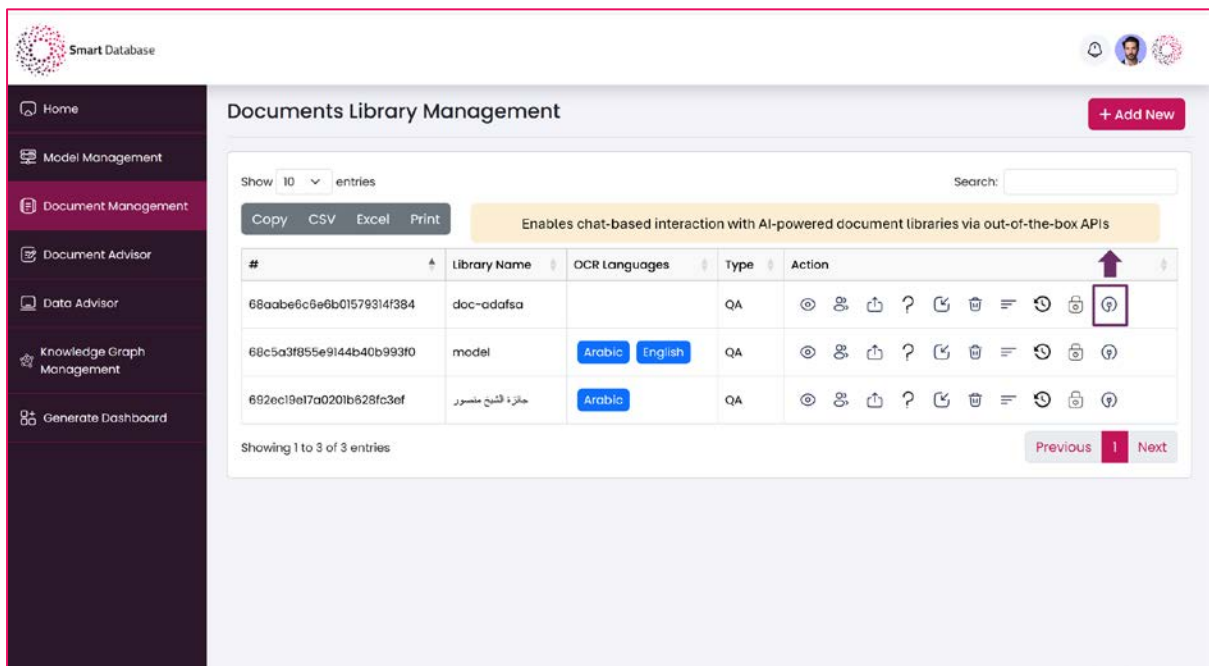 Smart Database
Home
Model Management
Document Management
Document Advisor
Data Advisor
Knowledge Graph
Management
Generate Dashboard
Documents Library Management
+ Add New
Show 10 entries
Search:
Copy CSV Excel Print
Enables chat-based interaction with AI-powered document libraries via out-of-the-box APIs
# Library Name OCR Languages Type Action
68aabe6c6e6b01579314f384 doc-adafsa QA
68c5a3f855e9144b40b993f0 model Arabic English QA
692ec19e17a0201b628fc3ef جائزة الشيخ منصور Arabic QA
Showing 1 to 3 of 3 entries
Previous 1 Next